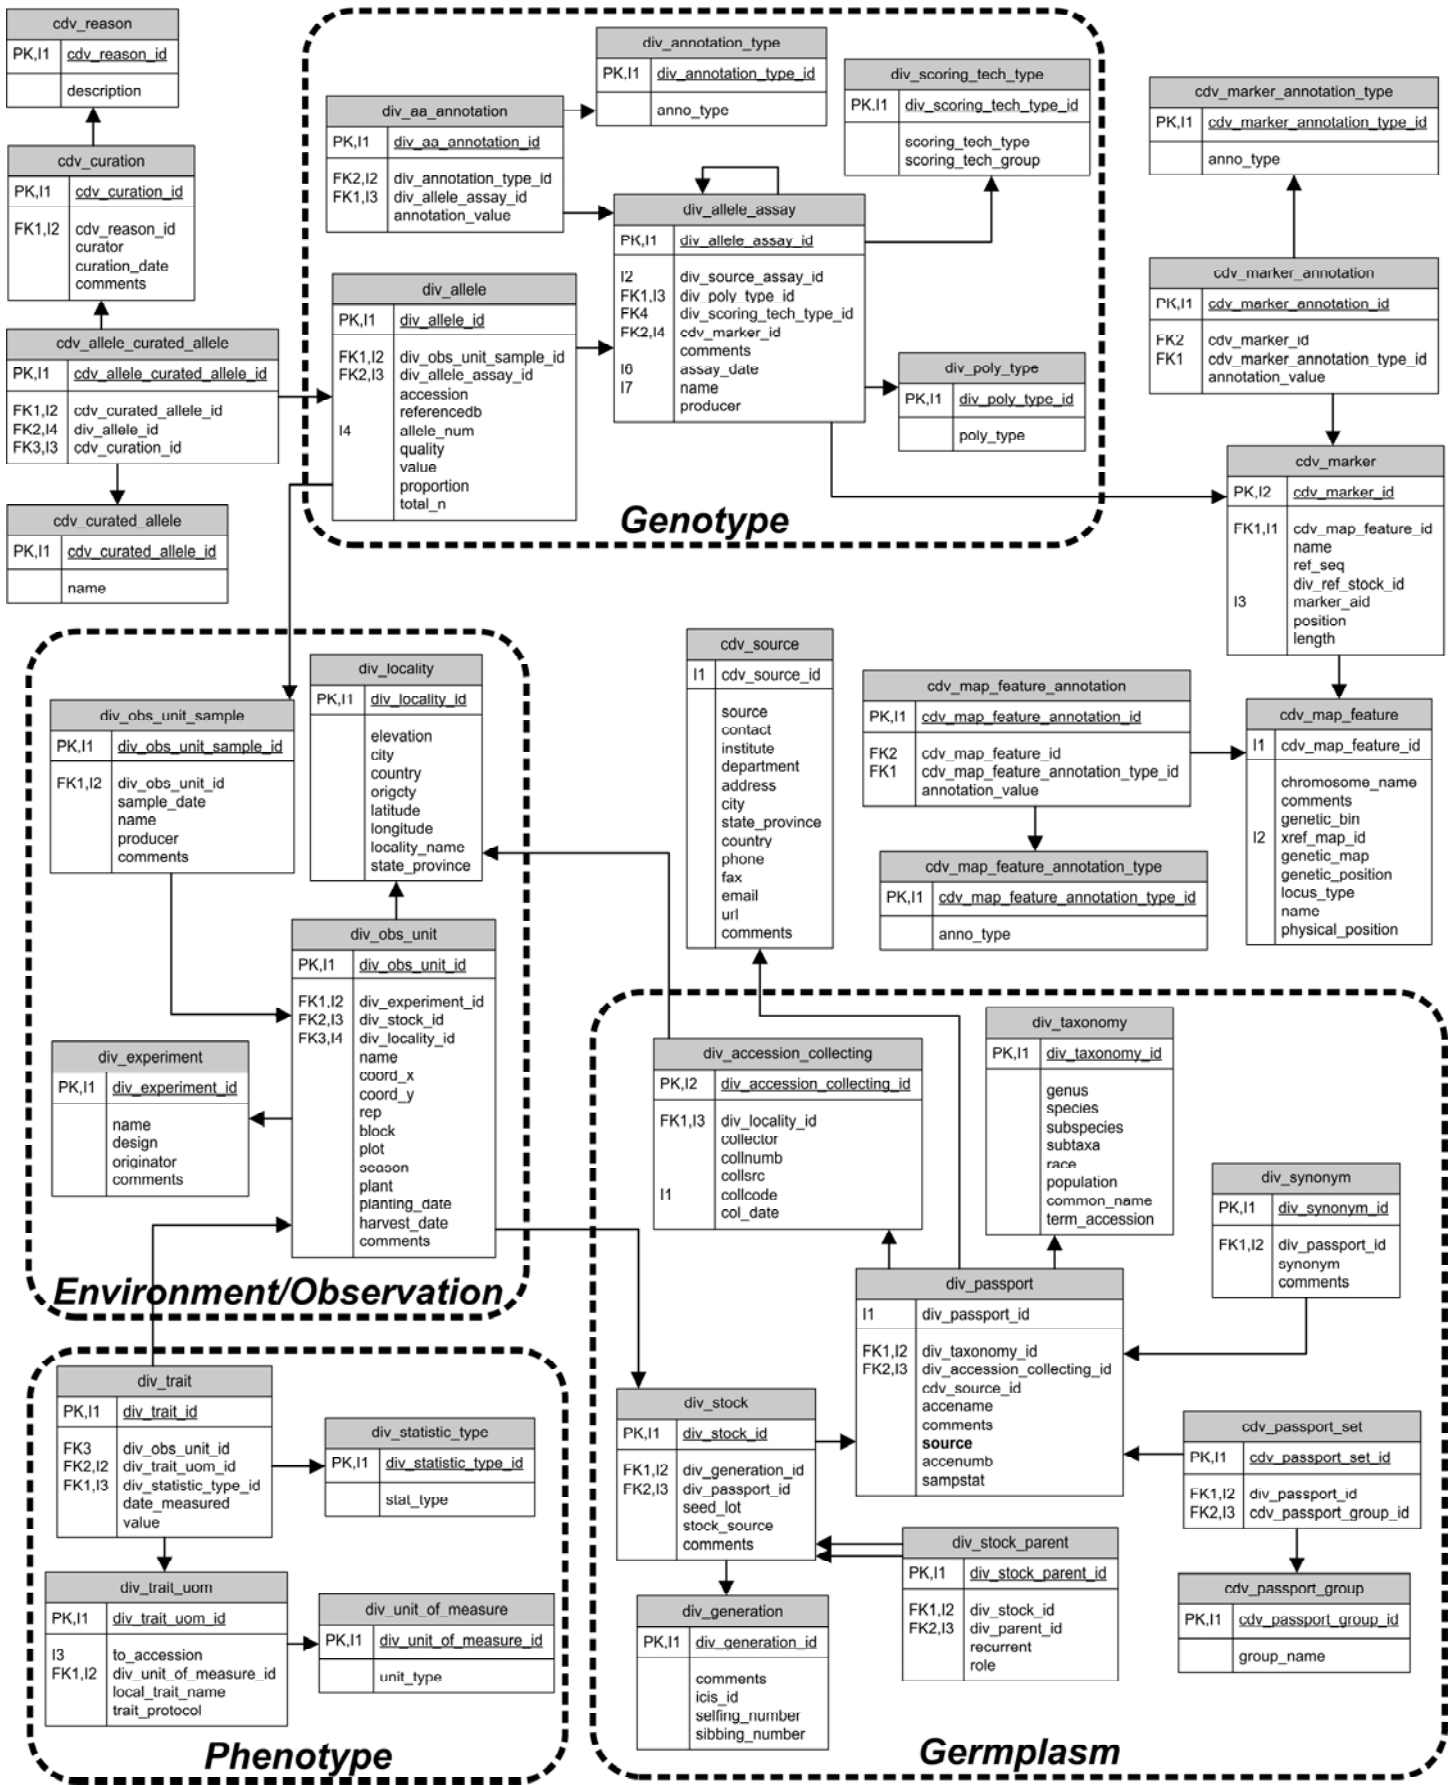 cdv_reason
PK,I1 cdv_reason_id
description
cdv_curation
PK,I1 cdv_curation_id
FK1,I2 cdv_reason_id
curator
curation_date
comments
cdv_allele_curated_allele
PK,I1 cdv_allele_curated_allele_id
FK1,I2 cdv_curated_allele_id
FK2,I4 div_allele_id
FK3,I3 cdv_curation_id
cdv_curated_allele
PK,I1 cdv_curated_allele_id
name
div_annotation_type
PK,I1 div_annotation_type_id
anno_type
div_aa_annotation
PK,I1 div_aa_annotation_id
FK2,I2 div_annotation_type_id
FK1,I3 div_allele_assay_id
annotation_value
div_scoring_tech_type
PK,I1 div_scoring_tech_type_id
scoring_tech_type
scoring_tech_group
div_allele_assay
PK,I1 div_allele_assay_id
I2 div_source_assay_id
FK1,I3 div_poly_type_id
FK4 div_scoring_tech_type_id
FK2,I4 cdv_marker_id
comments
I6 assay_date
I7 name
producer
div_allele
PK,I1 div_allele_id
FK1,I2 div_obs_unit_sample_id
FK2,I3 div_allele_assay_id
accession
referencedb
I4 allele_num
quality
value
proportion
total_n
div_poly_type
PK,I1 div_poly_type_id
poly_type
Genotype
cdv_marker_annotation_type
PK,I1 cdv_marker_annotation_type_id
anno_type
cdv_marker_annotation
PK,I1 cdv_marker_annotation_id
FK2 cdv_marker_id
FK1 cdv_marker_annotation_type_id
annotation_value
cdv_marker
PK,I2 cdv_marker_id
FK1,I1 cdv_map_feature_id
name
ref_seq
div_ref_stock_id
I3 marker_aid
position
length
cdv_map_feature
I1 cdv_map_feature_id
chromosome_name
comments
genetic_bin
I2 xref_map_id
genetic_map
genetic_position
locus_type
name
physical_position
cdv_map_feature_annotation
PK,I1 cdv_map_feature_annotation_id
FK2 cdv_map_feature_id
FK1 cdv_map_feature_annotation_type_id
annotation_value
cdv_map_feature_annotation_type
PK,I1 cdv_map_feature_annotation_type_id
anno_type
cdv_source
I1 cdv_source_id
source
contact
institute
department
address
city
state_province
country
phone
fax
email
url
comments
div_locality
PK,I1 div_locality_id
elevation
city
country
origcty
latitude
longitude
locality_name
state_province
div_obs_unit_sample
PK,I1 div_obs_unit_sample_id
FK1,I2 div_obs_unit_id
sample_date
name
producer
comments
div_obs_unit
PK,I1 div_obs_unit_id
FK1,I2 div_experiment_id
FK2,I3 div_stock_id
FK3,I4 div_locality_id
name
coord_x
coord_y
rep
block
plot
season
plant
planting_date
harvest_date
comments
div_experiment
PK,I1 div_experiment_id
name
design
originator
comments
Environment/Observation
div_trait
PK,I1 div_trait_id
FK3 div_obs_unit_id
FK2,I2 div_trait_uom_id
FK1,I3 div_statistic_type_id
date_measured
value
div_statistic_type
PK,I1 div_statistic_type_id
stat_type
div_trait_uom
PK,I1 div_trait_uom_id
I3 to_accession
FK1,I2 div_unit_of_measure_id
local_trait_name
trait_protocol
div_unit_of_measure
PK,I1 div_unit_of_measure_id
unit_type
Phenotype
div_accession_collecting
PK,I2 div_accession_collecting_id
FK1,I3 div_locality_id
collector
collnumb
collsrc
I1 collcode
col_date
div_taxonomy
PK,I1 div_taxonomy_id
genus
species
subspecies
subtaxa
race
population
common_name
term_accession
div_synonym
PK,I1 div_synonym_id
FK1,I2 div_passport_id
synonym
comments
div_passport
I1 div_passport_id
FK1,I2 div_taxonomy_id
FK2,I3 div_accession_collecting_id
cdv_source_id
accename
comments
source
accenumb
sampstat
div_stock
PK,I1 div_stock_id
FK1,I2 div_generation_id
FK2,I3 div_passport_id
seed_lot
stock_source
comments
cdv_passport_set
PK,I1 cdv_passport_set_id
FK1,I2 div_passport_id
FK2,I3 cdv_passport_group_id
div_stock_parent
PK,I1 div_stock_parent_id
FK1,I2 div_stock_id
FK2,I3 div_parent_id
recurrent
role
cdv_passport_group
PK,I1 cdv_passport_group_id
group_name
div_generation
PK,I1 div_generation_id
comments
icis_id
selfing_number
sibbing_number
Germplasm